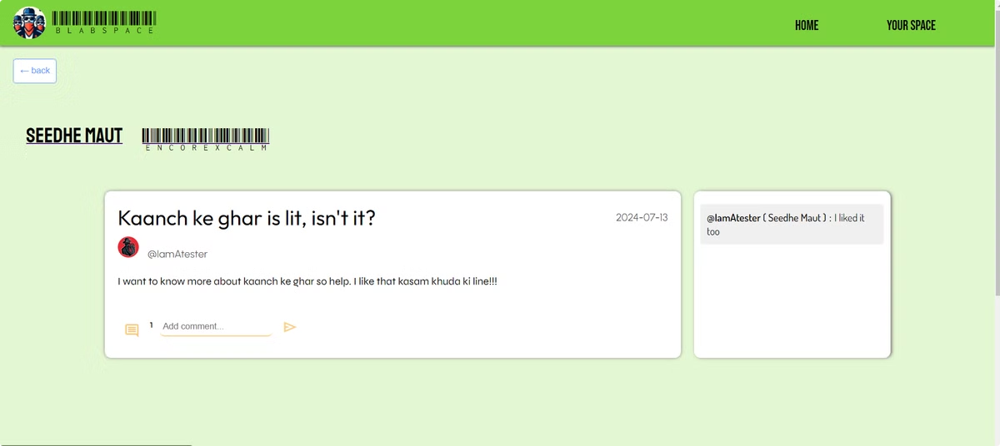 BLABSPACE
HOME
YOUR SPACE
← back
SEEDHE MAUT
ENCOREXCALM
Kaanch ke ghar is lit, isn't it?
2024-07-13
@IamAtester
I want to know more about kaanch ke ghar so help. I like that kasam khuda ki line!!!
1
Add comment...
@IamAtester ( Seedhe Maut ) : I liked it
too